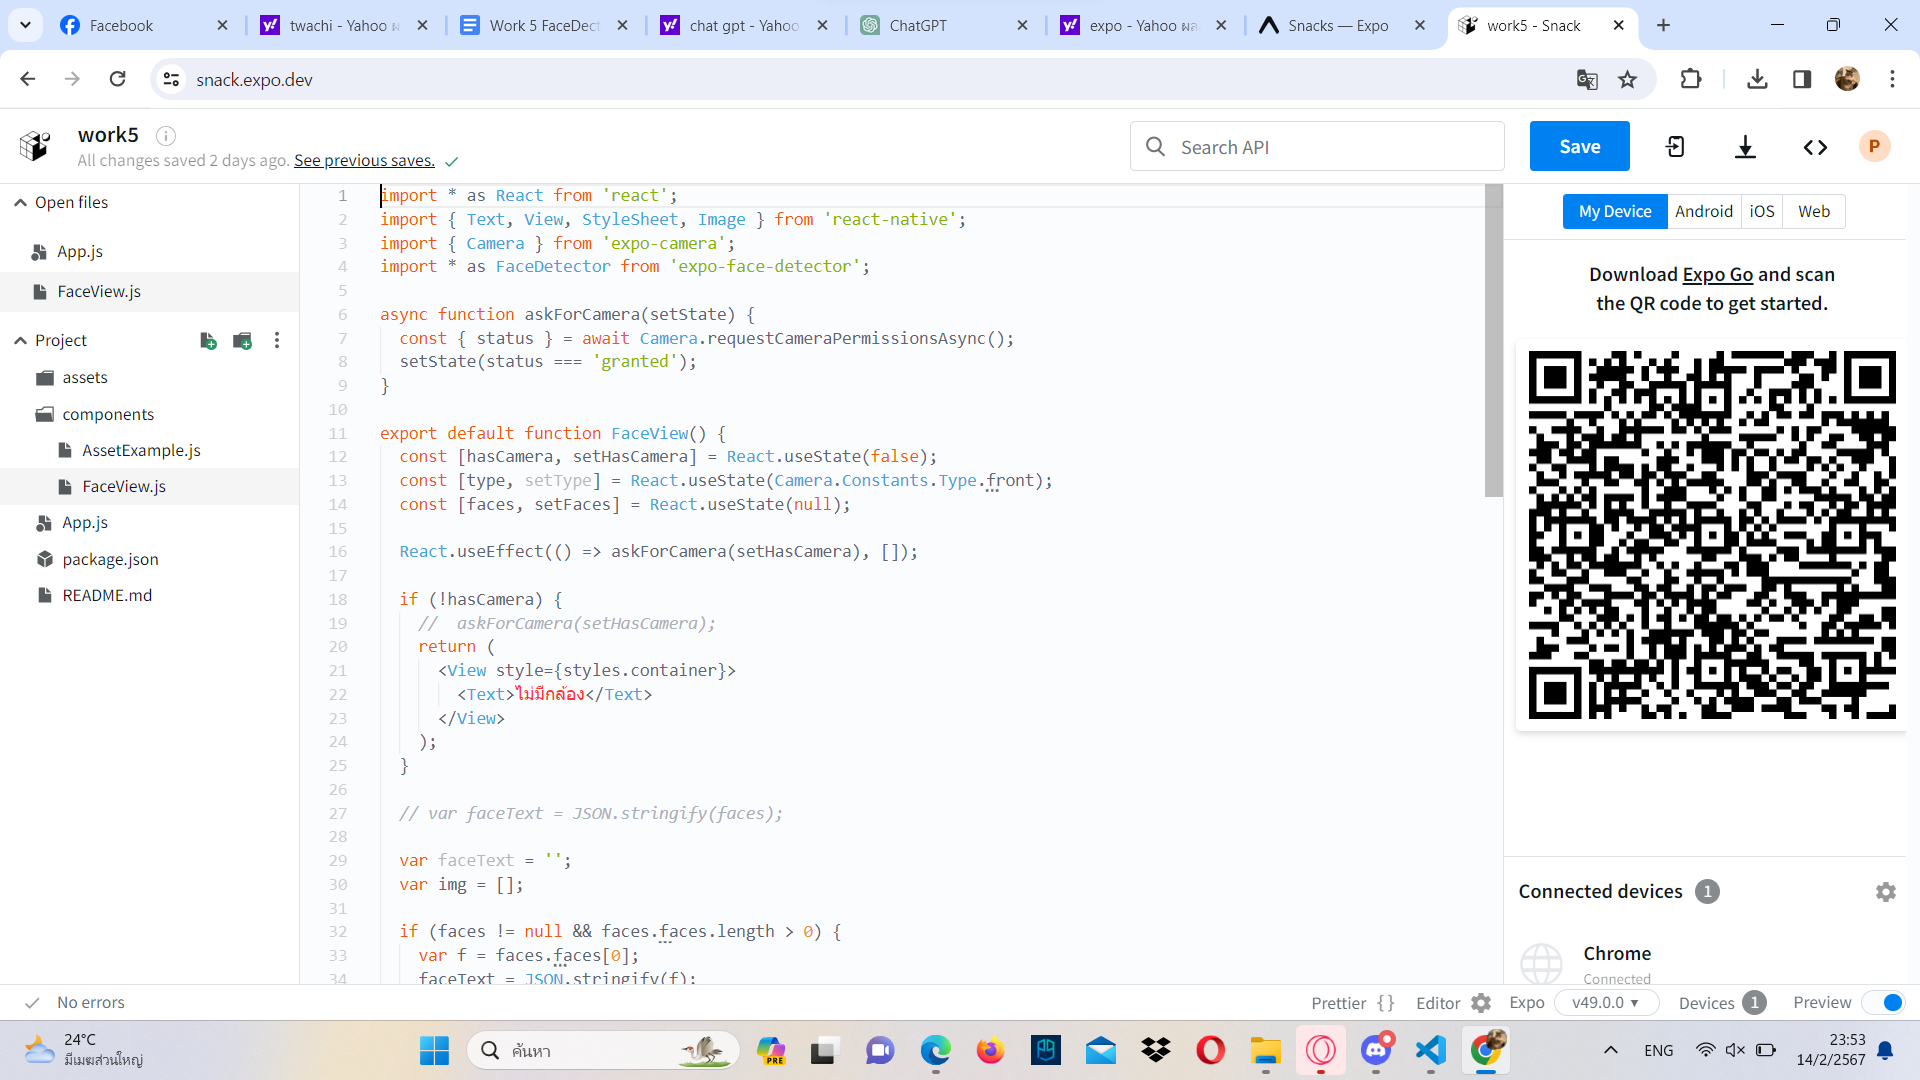 Facebook
twachi - Yahoo ผ
Work 5 FaceDect
chat gpt - Yahoo
ChatGPT
expo - Yahoo ผล
Snacks — Expo
work5 - Snack
snack.expo.dev
work5
All changes saved 2 days ago. See previous saves.
Search API
Save
P
Open files
App.js
FaceView.js
Project
assets
components
AssetExample.js
FaceView.js
App.js
package.json
README.md
1 import * as React from 'react';
2 import { Text, View, StyleSheet, Image } from 'react-native';
3 import { Camera } from 'expo-camera';
4 import * as FaceDetector from 'expo-face-detector';
5
6 async function askForCamera(setState) {
7 const { status } = await Camera.requestCameraPermissionsAsync();
8 setState(status === 'granted');
9 }
10
11 export default function FaceView() {
12 const [hasCamera, setHasCamera] = React.useState(false);
13 const [type, setType] = React.useState(Camera.Constants.Type.front);
14 const [faces, setFaces] = React.useState(null);
15
16 React.useEffect(() => askForCamera(setHasCamera), []);
17
18 if (!hasCamera) {
19 //  askForCamera(setHasCamera);
20 return (
21 <View style={styles.container}>
22 <Text>ไม่มีกล้อง</Text>
23 </View>
24 );
25 }
26
27 // var faceText = JSON.stringify(faces);
28
29 var faceText = '';
30 var img = [];
31
32 if (faces != null && faces.faces.length > 0) {
33 var f = faces.faces[0];
34 faceText = JSON.stringify(f);
My Device
Android
iOS
Web
Download Expo Go and scan
the QR code to get started.
Connected devices 1
Chrome
Connected
No errors
Prettier { }
Editor
Expo v49.0.0
Devices 1
Preview
24°C
มีเมฆส่วนใหญ่
ค้นหา
PRE
ENG
23:53
14/2/2567